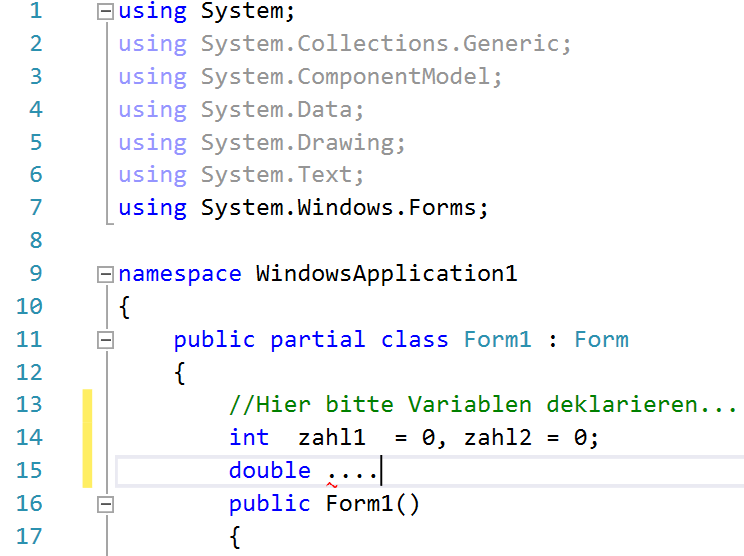 1 using System;
2 using System.Collections.Generic;
3 using System.ComponentModel;
4 using System.Data;
5 using System.Drawing;
6 using System.Text;
7 using System.Windows.Forms;
8
9 namespace WindowsApplication1
10 {
11     public partial class Form1 : Form
12     {
13         //Hier bitte Variablen deklarieren...
14         int  zahl1  = 0, zahl2 = 0;
15         double ....
16         public Form1()
17         {